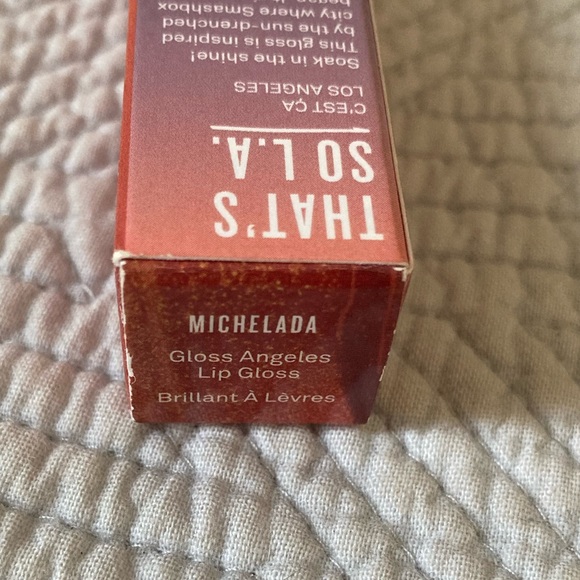 THAT'S
SO L.A.
C'EST ÇA
LOS ANGELES
Soak in the shine!
This gloss is inspired
by the sun-drenched
city where Smashbox
MICHELADA
Gloss Angeles
Lip Gloss
Brillant À Lèvres